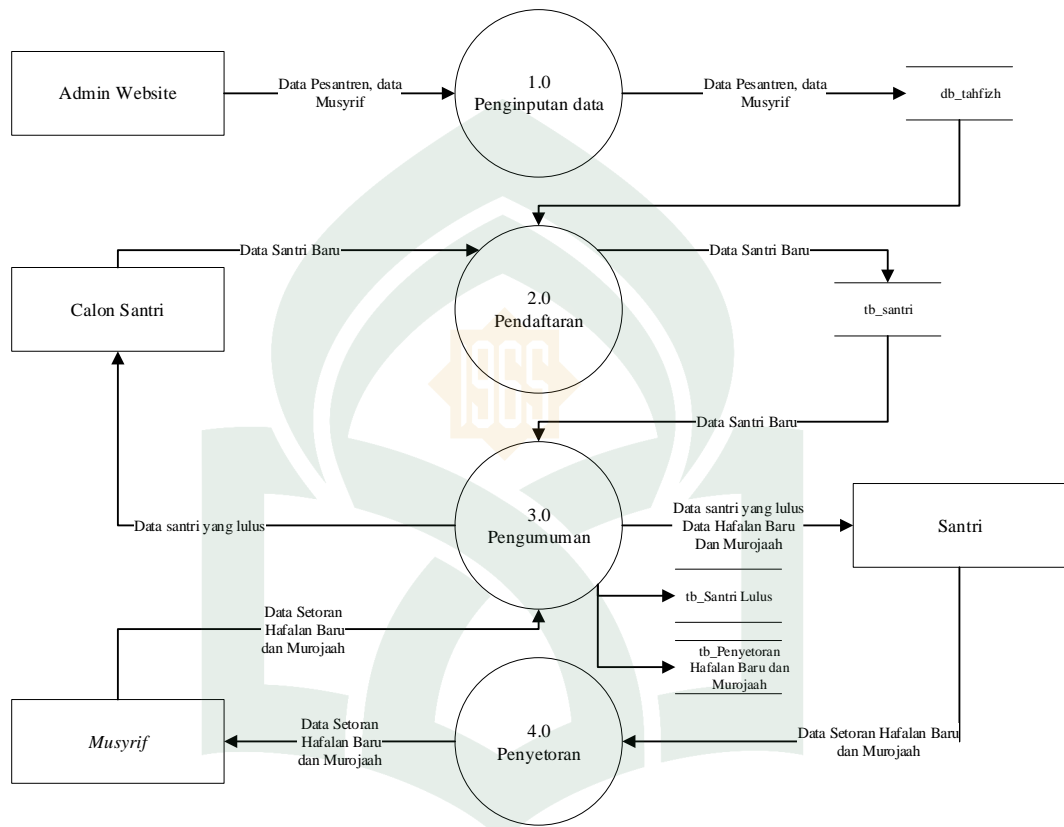 Admin Website
Data Pesantren, data
Musyrif
1.0
Penginputan data
Data Pesantren, data
Musyrif
db_tahfizh
Data Santri Baru
Calon Santri
2.0
Pendaftaran
Data Santri Baru
tb_santri
1965
Data Santri Baru
Data santri yang lulus
3.0
Pengumuman
Data santri yang lulus
Data Hafalan Baru
Dan Murojaah
Santri
tb_Santri Lulus
tb_Penyetoran
Hafalan Baru dan
Murojaah
Data Setoran
Hafalan Baru
dan Murojaah
Musyrif
Data Setoran
Hafalan Baru
dan Murojaah
4.0
Penyetoran
Data Setoran Hafalan Baru
dan Murojaah